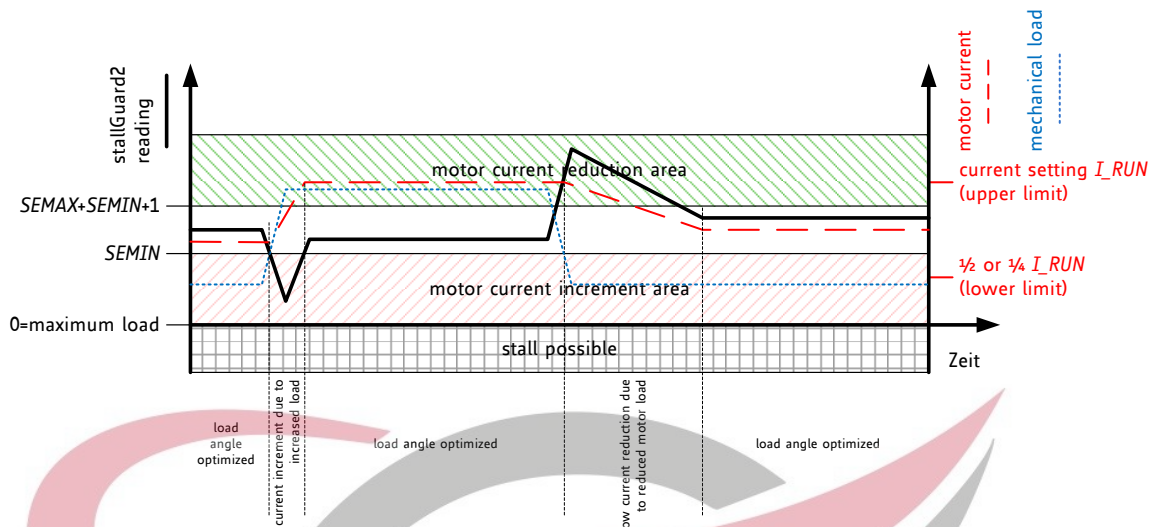 stallGuard2
reading
motor current
mechanical load
motor current reduction area
current setting I_RUN
(upper limit)
SEMAX+SEMIN+1
SEMIN
½ or ¼ I_RUN
(lower limit)
motor current increment area
0=maximum load
stall possible
Zeit
load
angle
optimized
current increment due to
increased load
load angle optimized
current reduction due
to reduced motor load
load angle optimized